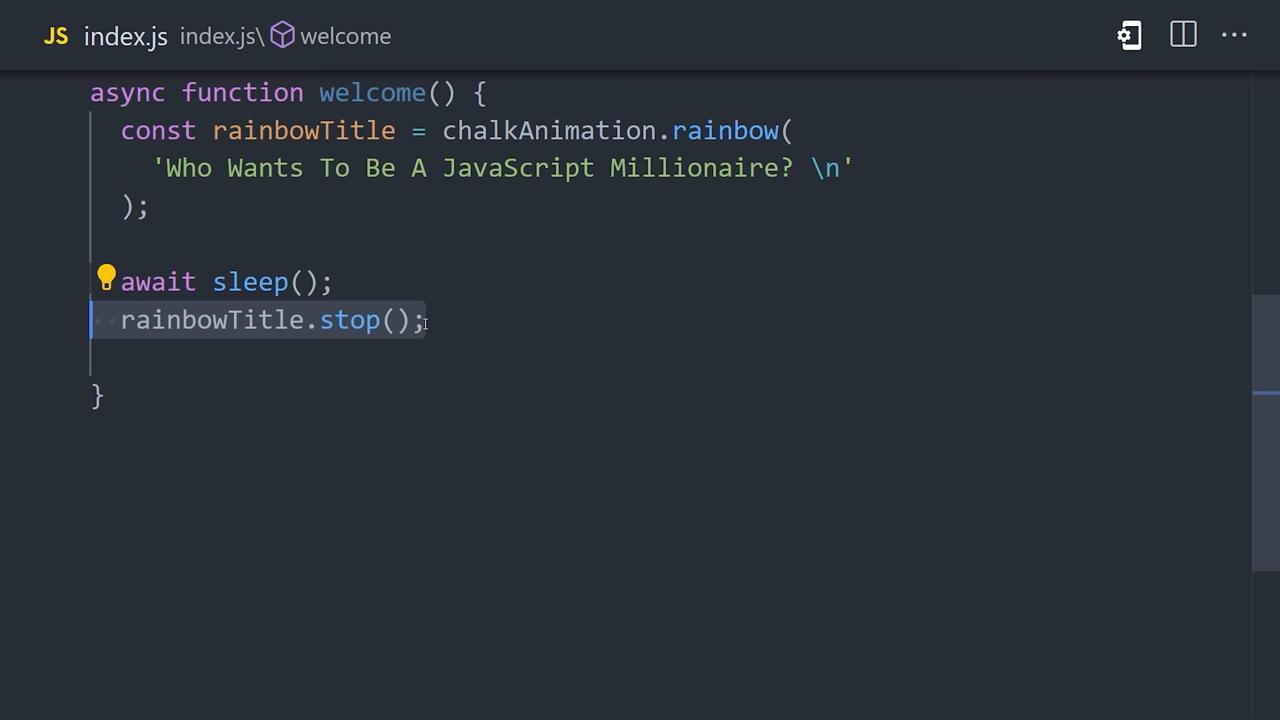 JS index.js index.js\ welcome
async function welcome() {
  const rainbowTitle = chalkAnimation.rainbow(
    'Who Wants To Be A JavaScript Millionaire? \n'
  );
  await sleep();
  rainbowTitle.stop();
}